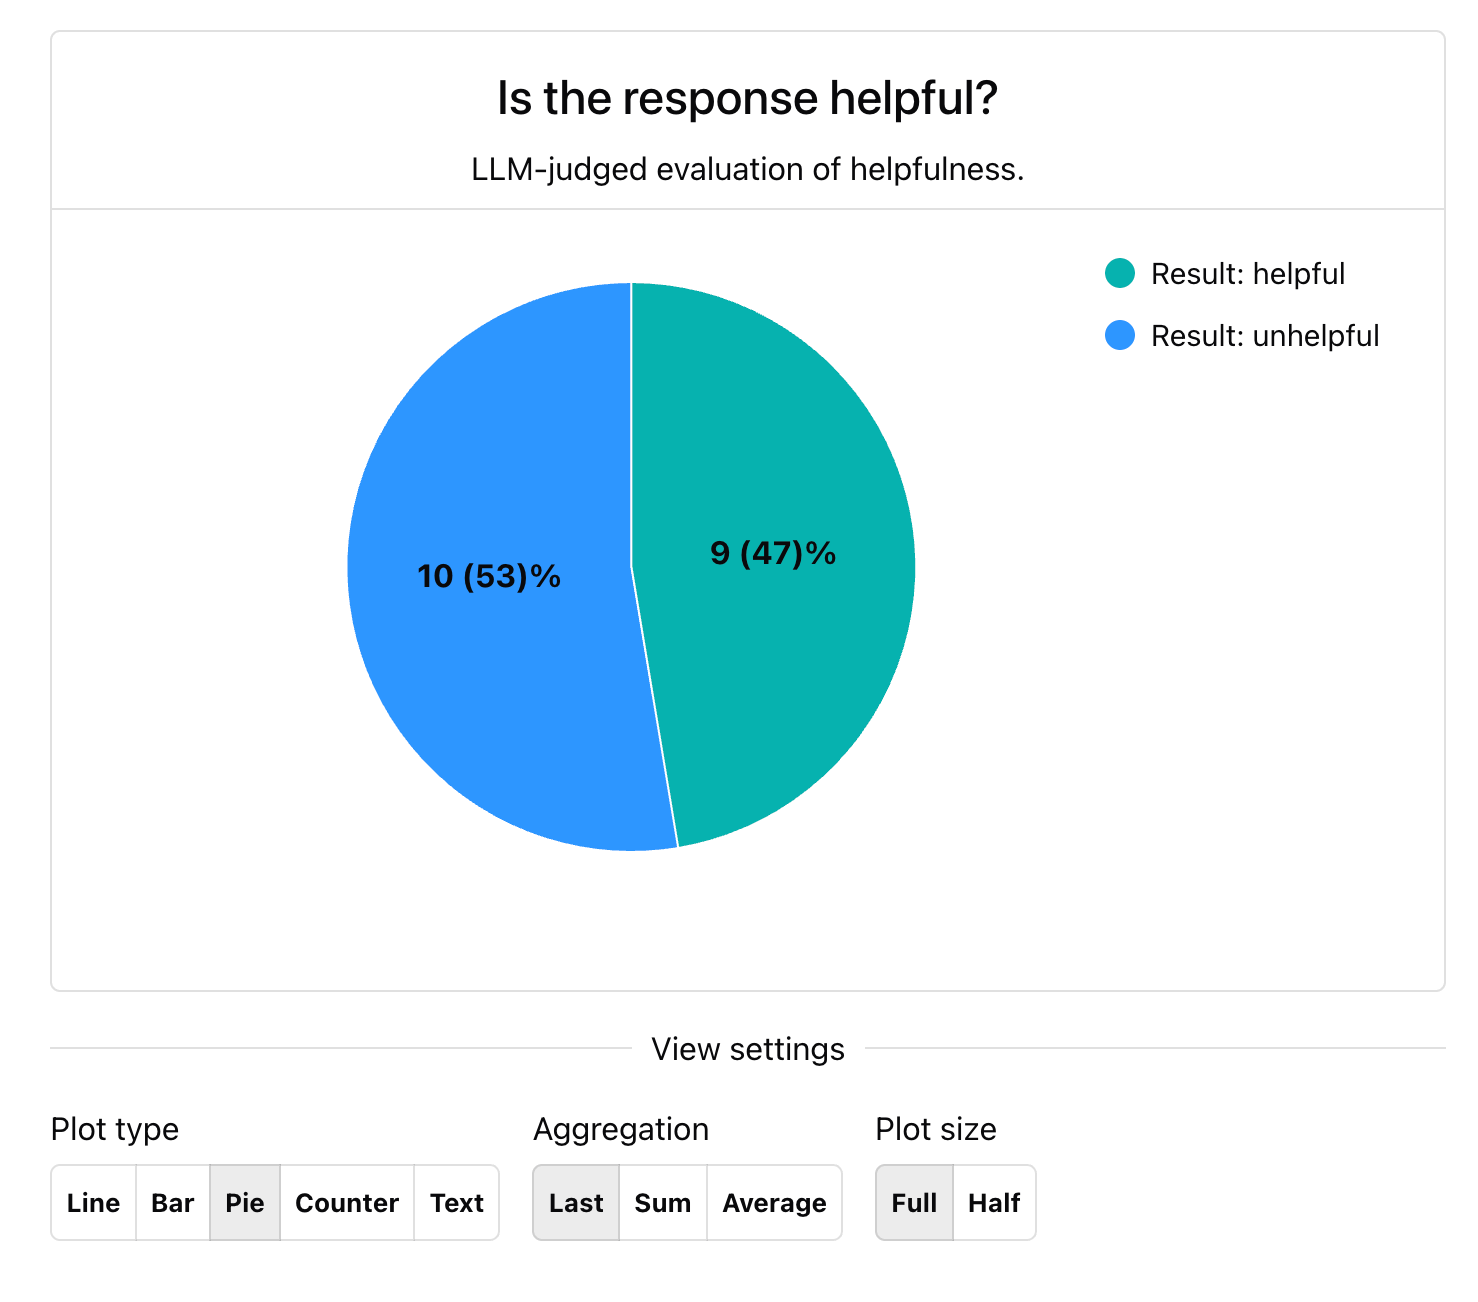 Is the response helpful?
LLM-judged evaluation of helpfulness.
Result: helpful
Result: unhelpful
9 (47)%
10 (53)%
View settings
Plot type
Line Bar Pie Counter Text
Aggregation
Last Sum Average
Plot size
Full Half